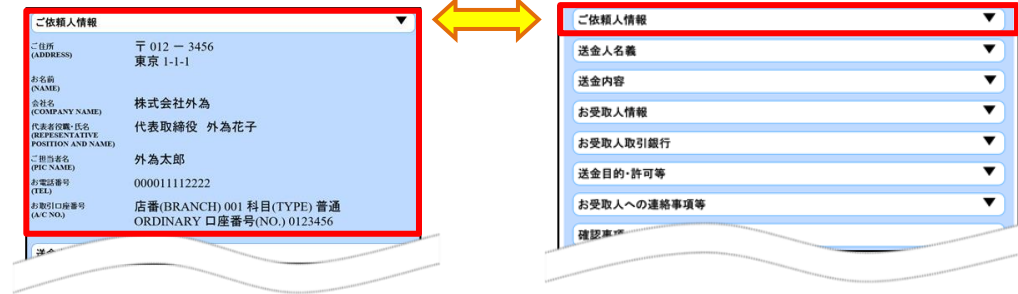 ご依頼人情報 ▼
ご住所
(ADDRESS)
〒 012 － 3456
東京 1-1-1
お名前
(NAME)
会社名
(COMPANY NAME)
株式会社外為
代表者役職・氏名
(REPESENTATIVE
POSITION AND NAME)
代表取締役 外為花子
ご担当者名
(PIC NAME)
外為太郎
お電話番号
(TEL)
000011112222
お取引口座番号
(A/C NO.)
店番(BRANCH) 001 科目(TYPE) 普通
ORDINARY 口座番号(NO.) 0123456
送金
ご依頼人情報 ▼
送金人名義 ▼
送金内容 ▼
お受取人情報 ▼
お受取人取引銀行 ▼
送金目的・許可等 ▼
お受取人への連絡事項等 ▼
確認事項